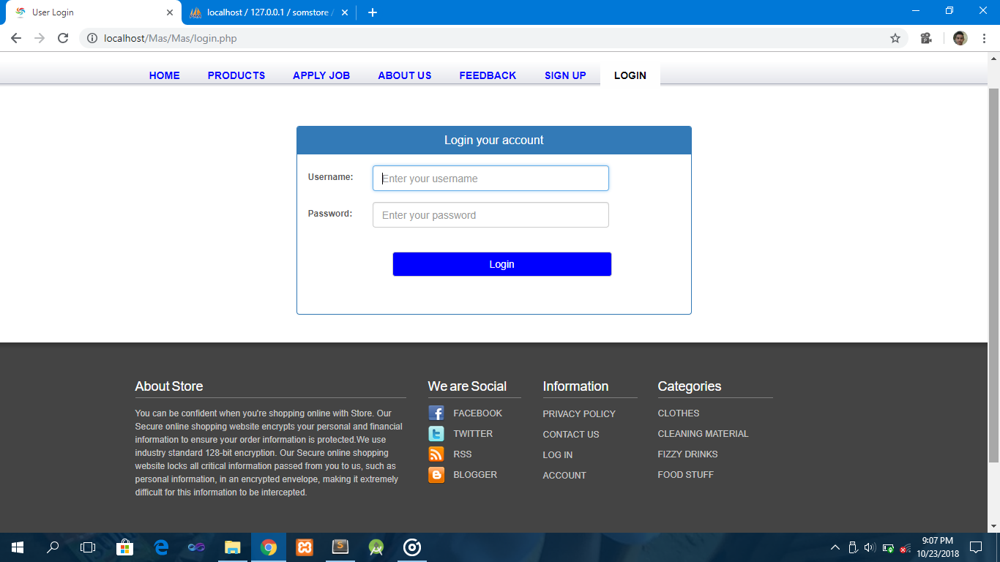 User Login
localhost / 127.0.0.1 / somstore /
localhost/Mas/Mas/login.php
HOME
PRODUCTS
APPLY JOB
ABOUT US
FEEDBACK
SIGN UP
LOGIN
Login your account
Username:
Enter your username
Password:
Enter your password
Login
About Store
You can be confident when you're shopping online with Store. Our
Secure online shopping website encrypts your personal and financial
information to ensure your order information is protected.We use
industry standard 128-bit encryption. Our Secure online shopping
website locks all critical information passed from you to us, such as
personal information, in an encrypted envelope, making it extremely
difficult for this information to be intercepted.
We are Social
FACEBOOK
TWITTER
RSS
BLOGGER
Information
PRIVACY POLICY
CONTACT US
LOG IN
ACCOUNT
Categories
CLOTHES
CLEANING MATERIAL
FIZZY DRINKS
FOOD STUFF
9:07 PM
10/23/2018